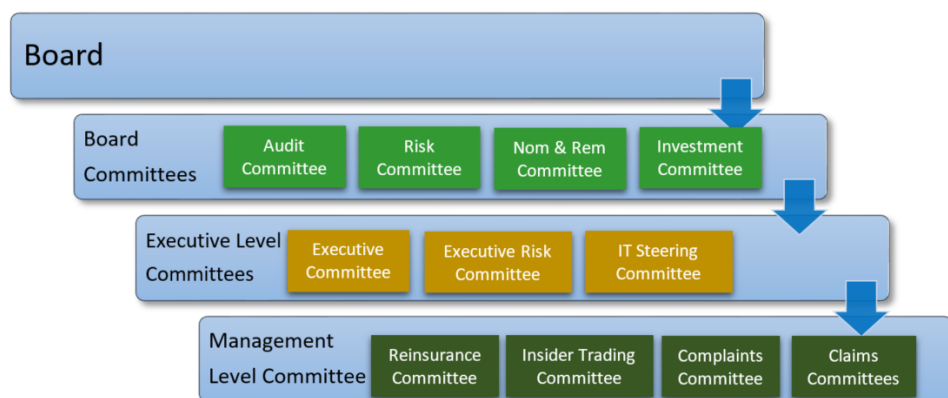 Board
Board
Committees
Audit
Committee
Risk
Committee
Nom & Rem
Committee
Investment
Committee
Executive Level
Committees
Executive
Committee
Executive Risk
Committee
IT Steering
Committee
Management
Level Committee
Reinsurance
Committee
Insider Trading
Committee
Complaints
Committee
Claims
Committees